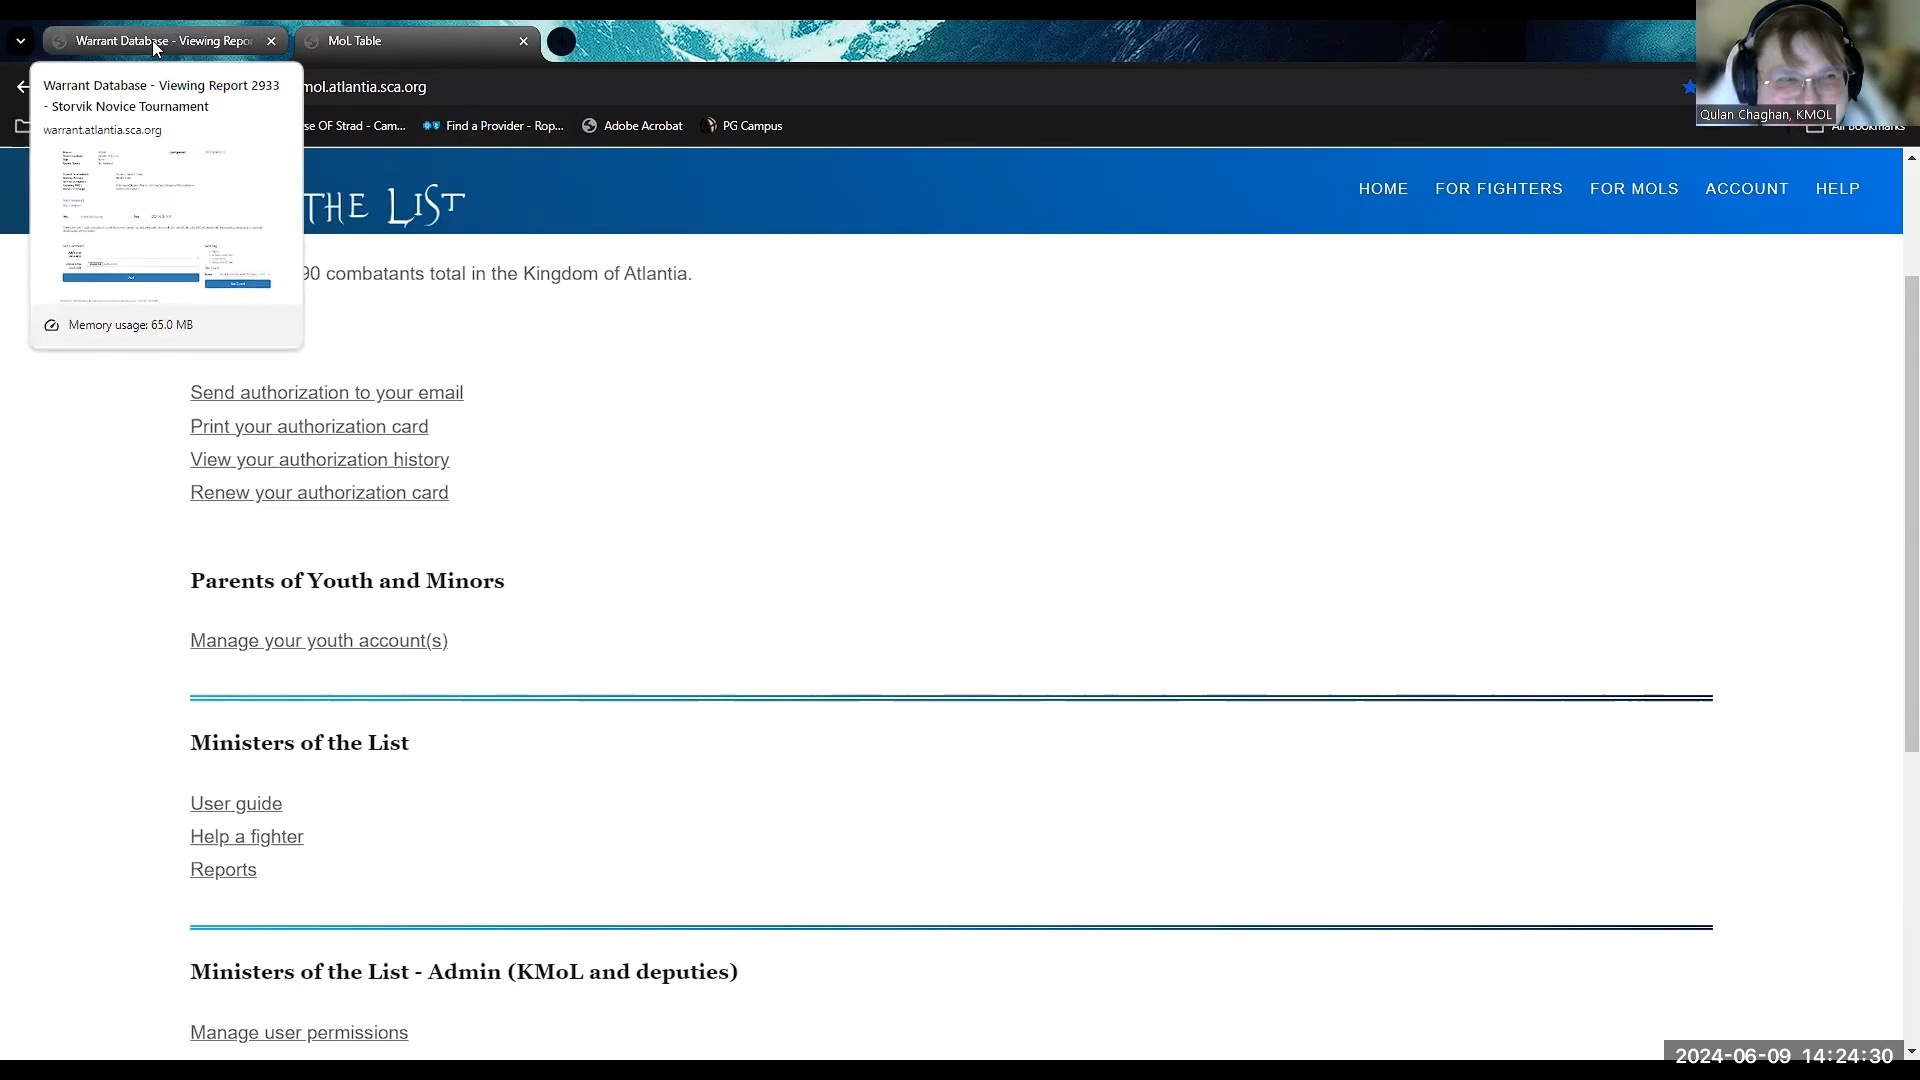 Warrant Database - Viewing Repor
MoL Table
mol.atlantia.sca.org
Warrant Database - Viewing Report 2933
- Storvik Novice Tournament
warrant.atlantia.sca.org
Memory usage: 65.0 MB
se OF Strad - Cam...
Find a Provider - Rop...
Adobe Acrobat
PG Campus
All Bookmarks
Qulan Chaghan, KMOL
THE LIST
HOME
FOR FIGHTERS
FOR MOLS
ACCOUNT
HELP
90 combatants total in the Kingdom of Atlantia.
Send authorization to your email
Print your authorization card
View your authorization history
Renew your authorization card
Parents of Youth and Minors
Manage your youth account(s)
Ministers of the List
User guide
Help a fighter
Reports
Ministers of the List - Admin (KMoL and deputies)
Manage user permissions
2024-06-09 14:24:30